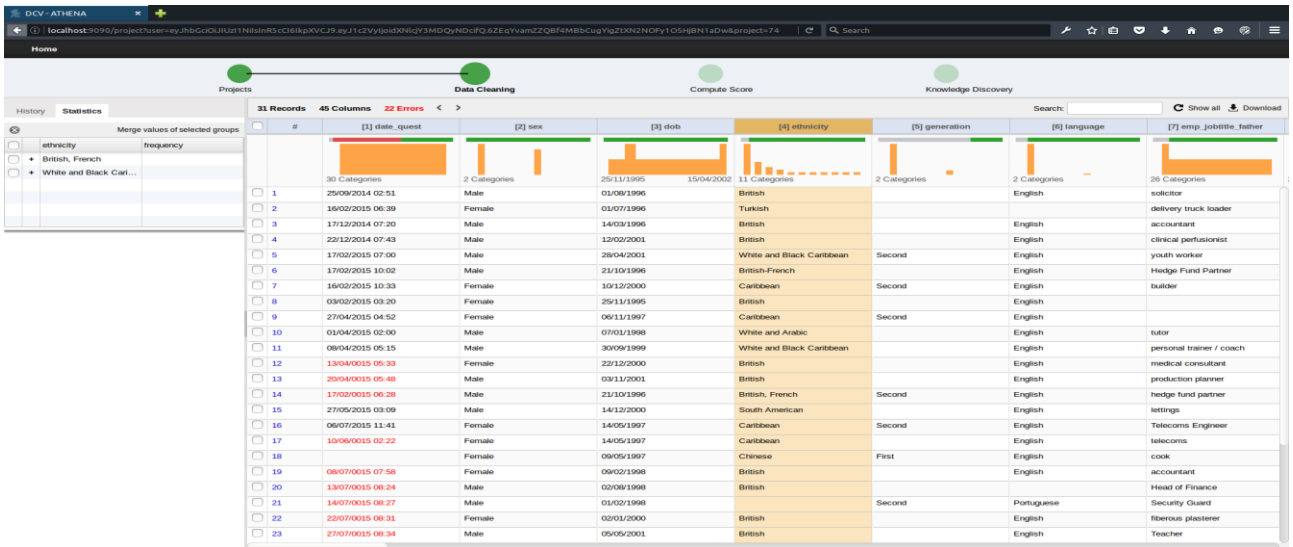 DCV - ATHENA
localhost:9090/project?user=eyJhbGciOiJIUzI1NiIsInR5cCI6IkpXVCJ9.eyJ1c2VyIjoidXNlcjY3MDQyNDcifQ.6ZEqYvamZZQBf4MBbCugYigZtXN2NOFy1O5HJBN1aDw&project=74 Search
Home
Projects Data Cleaning Compute Score Knowledge Discovery
History Statistics 31 Records 45 Columns 22 Errors < > Search: Show all Download
Merge values of selected groups # [1] date_quest [2] sex [3] dob [4] ethnicity [5] generation [6] language [7] emp_jobtitle_father
ethnicity frequency
+ British, French
+ White and Black Cari...
30 Categories 2 Categories 25/11/1995 15/04/2002 11 Categories 2 Categories 2 Categories 26 Categories
1 25/09/2014 02:51 Male 01/08/1996 British English solicitor
2 16/02/2015 06:39 Female 01/07/1996 Turkish delivery truck loader
3 17/12/2014 07:20 Male 14/03/1996 British English accountant
4 22/12/2014 07:43 Male 12/02/2001 British English clinical perfusionist
5 17/02/2015 07:00 Male 28/04/2001 White and Black Caribbean Second English youth worker
6 17/02/2015 10:02 Male 21/10/1996 British-French English Hedge Fund Partner
7 16/02/2015 10:33 Female 10/12/2000 Caribbean Second English builder
8 03/02/2015 03:20 Female 25/11/1995 British English
9 27/04/2015 04:52 Female 06/11/1997 Caribbean Second English
10 01/04/2015 02:00 Male 07/01/1998 White and Arabic English tutor
11 08/04/2015 05:15 Male 30/09/1999 White and Black Caribbean English personal trainer / coach
12 13/04/0015 05:33 Female 22/12/2000 British English medical consultant
13 20/04/0015 05:48 Male 03/11/2001 British English production planner
14 17/02/0015 06:28 Male 21/10/1996 British, French Second English hedge fund partner
15 27/05/2015 03:09 Male 14/12/2000 South American English lettings
16 06/07/2015 11:41 Female 14/05/1997 Caribbean Second English Telecoms Engineer
17 10/06/0015 02:22 Female 14/05/1997 Caribbean English telecoms
18 Female 09/05/1997 Chinese First English cook
19 08/07/0015 07:58 Female 09/02/1998 British English accountant
20 13/07/0015 08:24 Male 02/08/1998 British Head of Finance
21 14/07/0015 08:27 Male 01/02/1998 Second Portuguese Security Guard
22 22/07/0015 08:31 Female 02/01/2000 British English fiberous plasterer
23 27/07/0015 08:34 Male 05/05/2001 British English Teacher